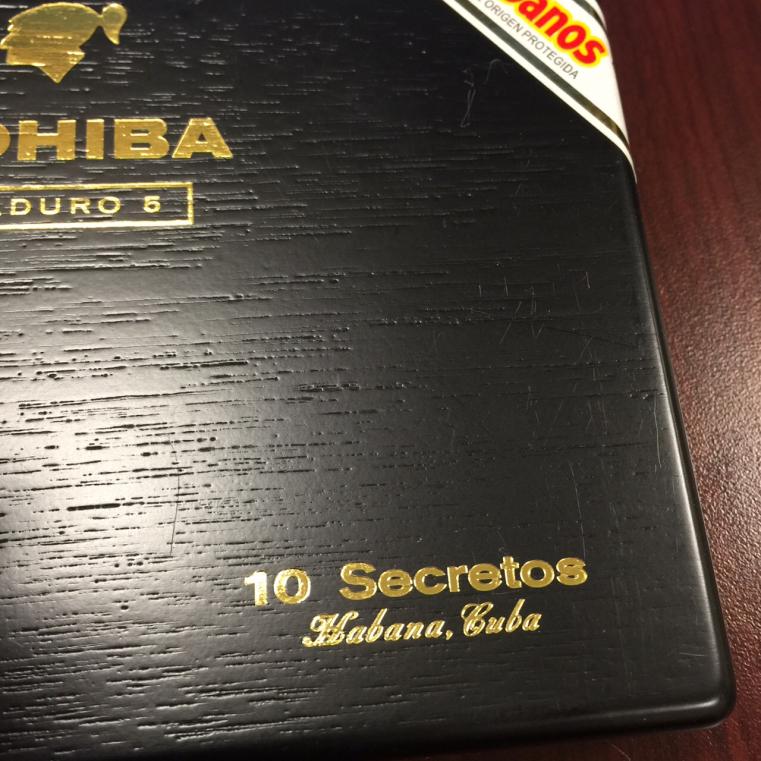 banos
ORIGEN PROTEGIDA
OHIBA
ADURO 5
10 Secretos
Habana, Cuba